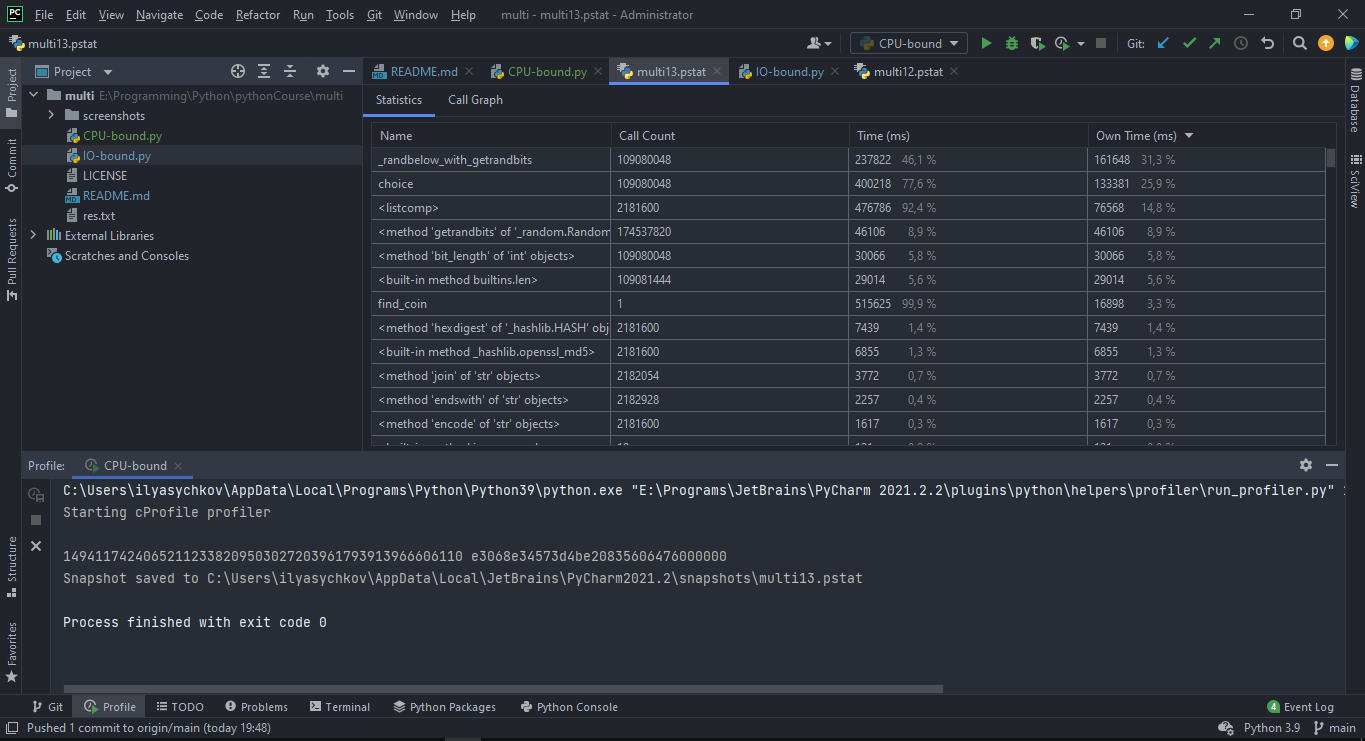 PC File Edit View Navigate Code Refactor Run Tools Git Window Help multi - multi13.pstat - Administrator
multi13.pstat CPU-bound Git:
Project README.md CPU-bound.py multi13.pstat IO-bound.py multi12.pstat
Statistics Call Graph
multi E:\Programming\Python\pythonCourse\multi
screenshots
CPU-bound.py
IO-bound.py
LICENSE
README.md
res.txt
External Libraries
Scratches and Consoles
Name Call Count Time (ms) Own Time (ms)
_randbelow_with_getrandbits 109080048 237822 46,1 % 161648 31,3 %
choice 109080048 400218 77,6 % 133381 25,9 %
<listcomp> 2181600 476786 92,4 % 76568 14,8 %
<method 'getrandbits' of '_random.Random 174537820 46106 8,9 % 46106 8,9 %
<method 'bit_length' of 'int' objects> 109080048 30066 5,8 % 30066 5,8 %
<built-in method builtins.len> 109081444 29014 5,6 % 29014 5,6 %
find_coin 1 515625 99,9 % 16898 3,3 %
<method 'hexdigest' of '_hashlib.HASH' obj 2181600 7439 1,4 % 7439 1,4 %
<built-in method _hashlib.openssl_md5> 2181600 6855 1,3 % 6855 1,3 %
<method 'join' of 'str' objects> 2182054 3772 0,7 % 3772 0,7 %
<method 'endswith' of 'str' objects> 2182928 2257 0,4 % 2257 0,4 %
<method 'encode' of 'str' objects> 2181600 1617 0,3 % 1617 0,3 %
Project
Commit
Pull Requests
Structure
Favorites
Database
SciView
Profile: CPU-bound
C:\Users\ilyasychkov\AppData\Local\Programs\Python\Python39\python.exe "E:\Programs\JetBrains\PyCharm 2021.2.2\plugins\python\helpers\profiler\run_profiler.py"
Starting cProfile profiler
14941174240652112338209503027203961793913966606110 e3068e34573d4be20835606476000000
Snapshot saved to C:\Users\ilyasychkov\AppData\Local\JetBrains\PyCharm2021.2\snapshots\multi13.pstat
Process finished with exit code 0
Git Profile TODO Problems Terminal Python Packages Python Console 4 Event Log
Pushed 1 commit to origin/main (today 19:48) Python 3.9 main